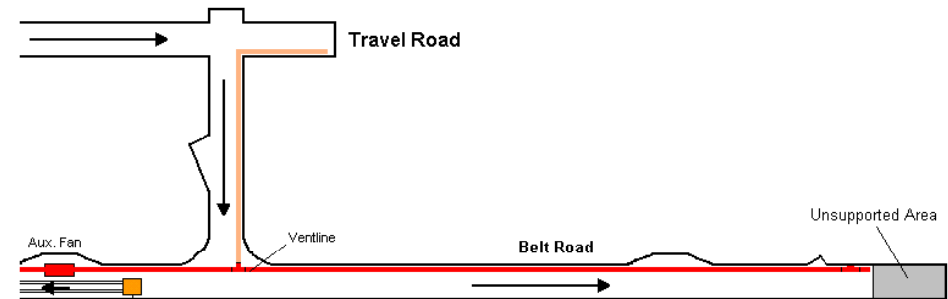 Travel Road
Aux. Fan
Ventline
Belt Road
Unsupported Area